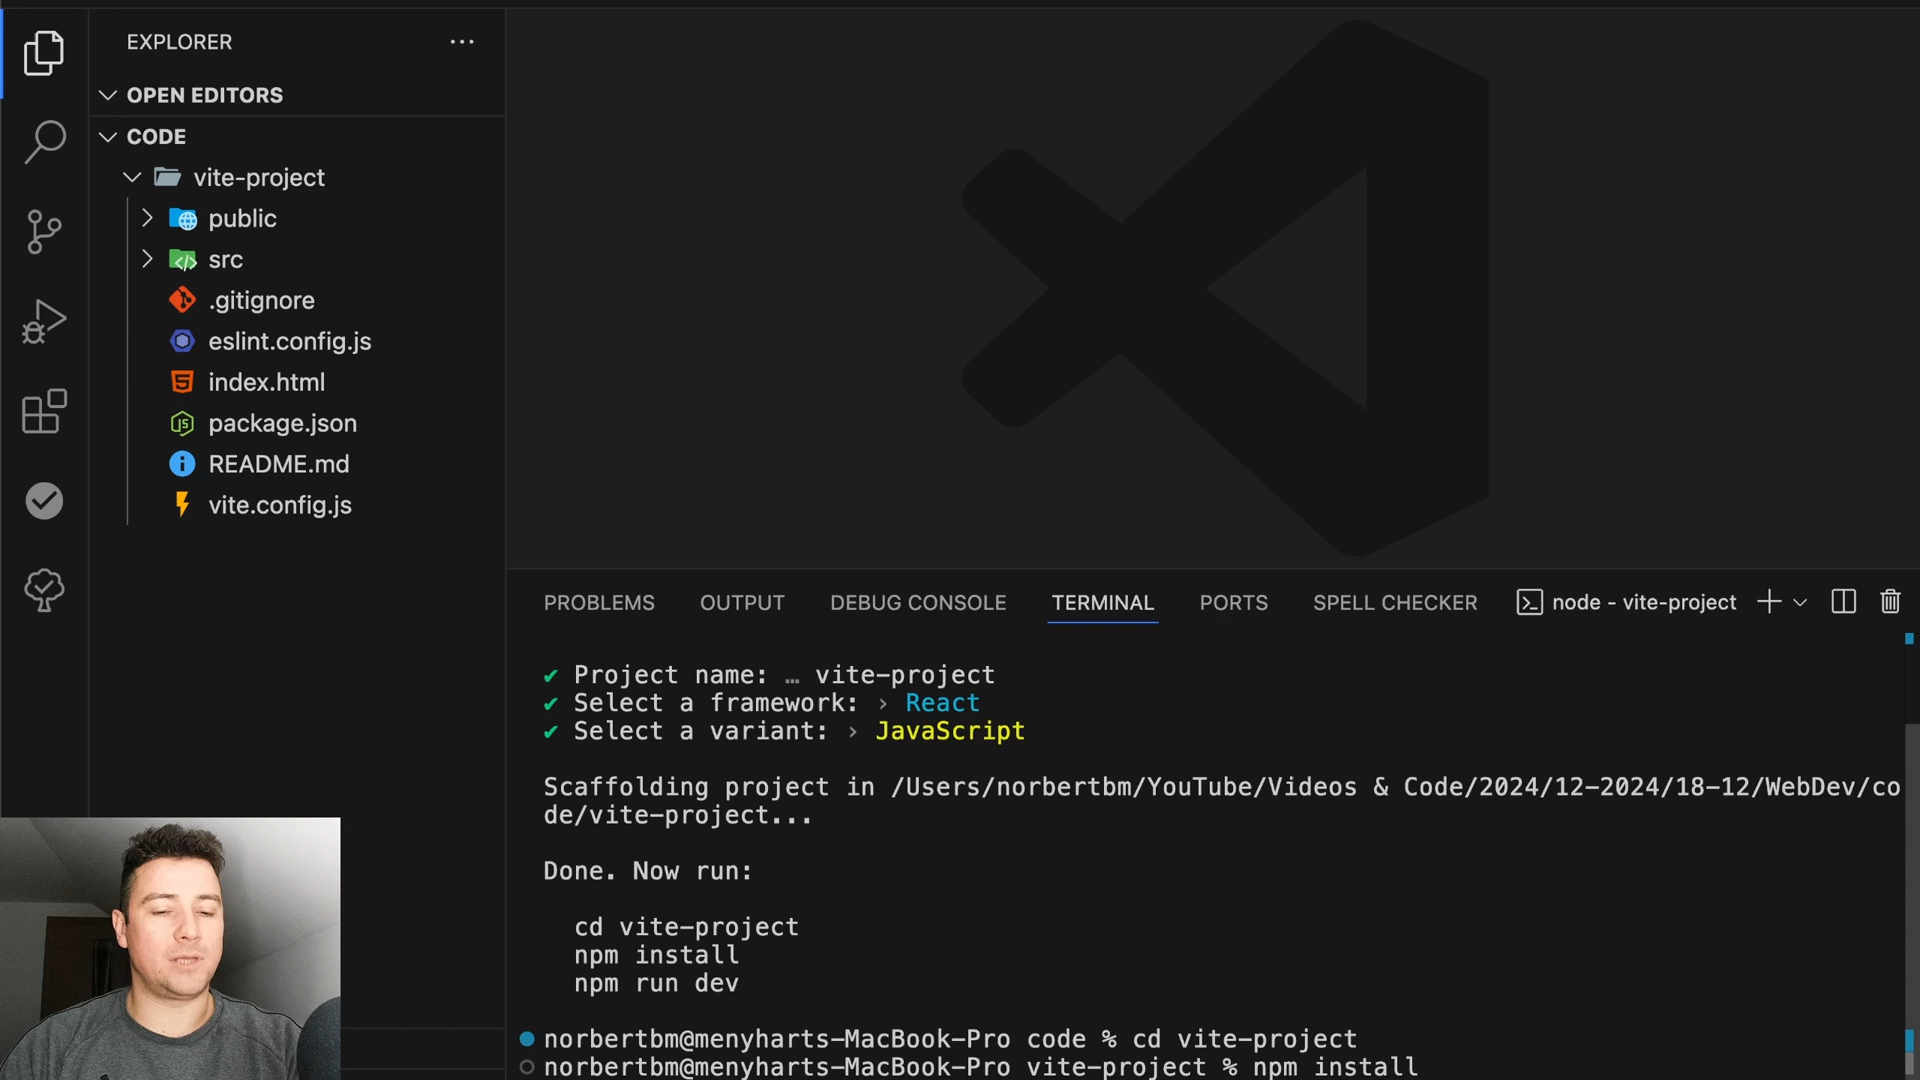 EXPLORER
OPEN EDITORS
CODE
vite-project
public
src
.gitignore
eslint.config.js
index.html
package.json
README.md
vite.config.js
PROBLEMS OUTPUT DEBUG CONSOLE TERMINAL PORTS SPELL CHECKER node - vite-project
✔ Project name: … vite-project
✔ Select a framework: › React
✔ Select a variant: › JavaScript
Scaffolding project in /Users/norbertbm/YouTube/Videos & Code/2024/12-2024/18-12/WebDev/co
de/vite-project...
Done. Now run:
cd vite-project
npm install
npm run dev
norbertbm@menyharts-MacBook-Pro code % cd vite-project
norbertbm@menyharts-MacBook-Pro vite-project % npm install